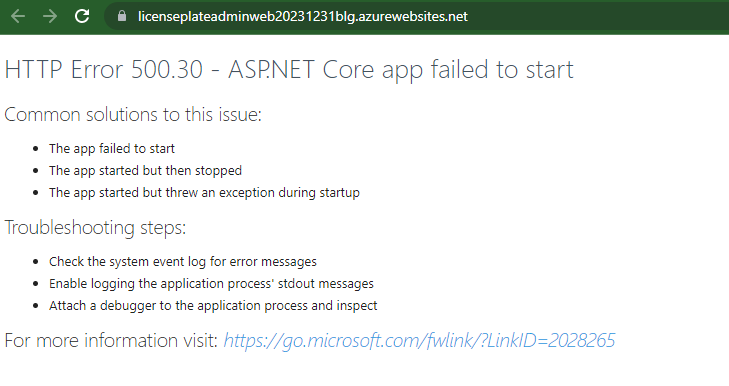 licenseplateadminweb20231231blg.azurewebsites.net
HTTP Error 500.30 - ASP.NET Core app failed to start
Common solutions to this issue:
• The app failed to start
• The app started but then stopped
• The app started but threw an exception during startup
Troubleshooting steps:
• Check the system event log for error messages
• Enable logging the application process' stdout messages
• Attach a debugger to the application process and inspect
For more information visit: https://go.microsoft.com/fwlink/?LinkID=2028265